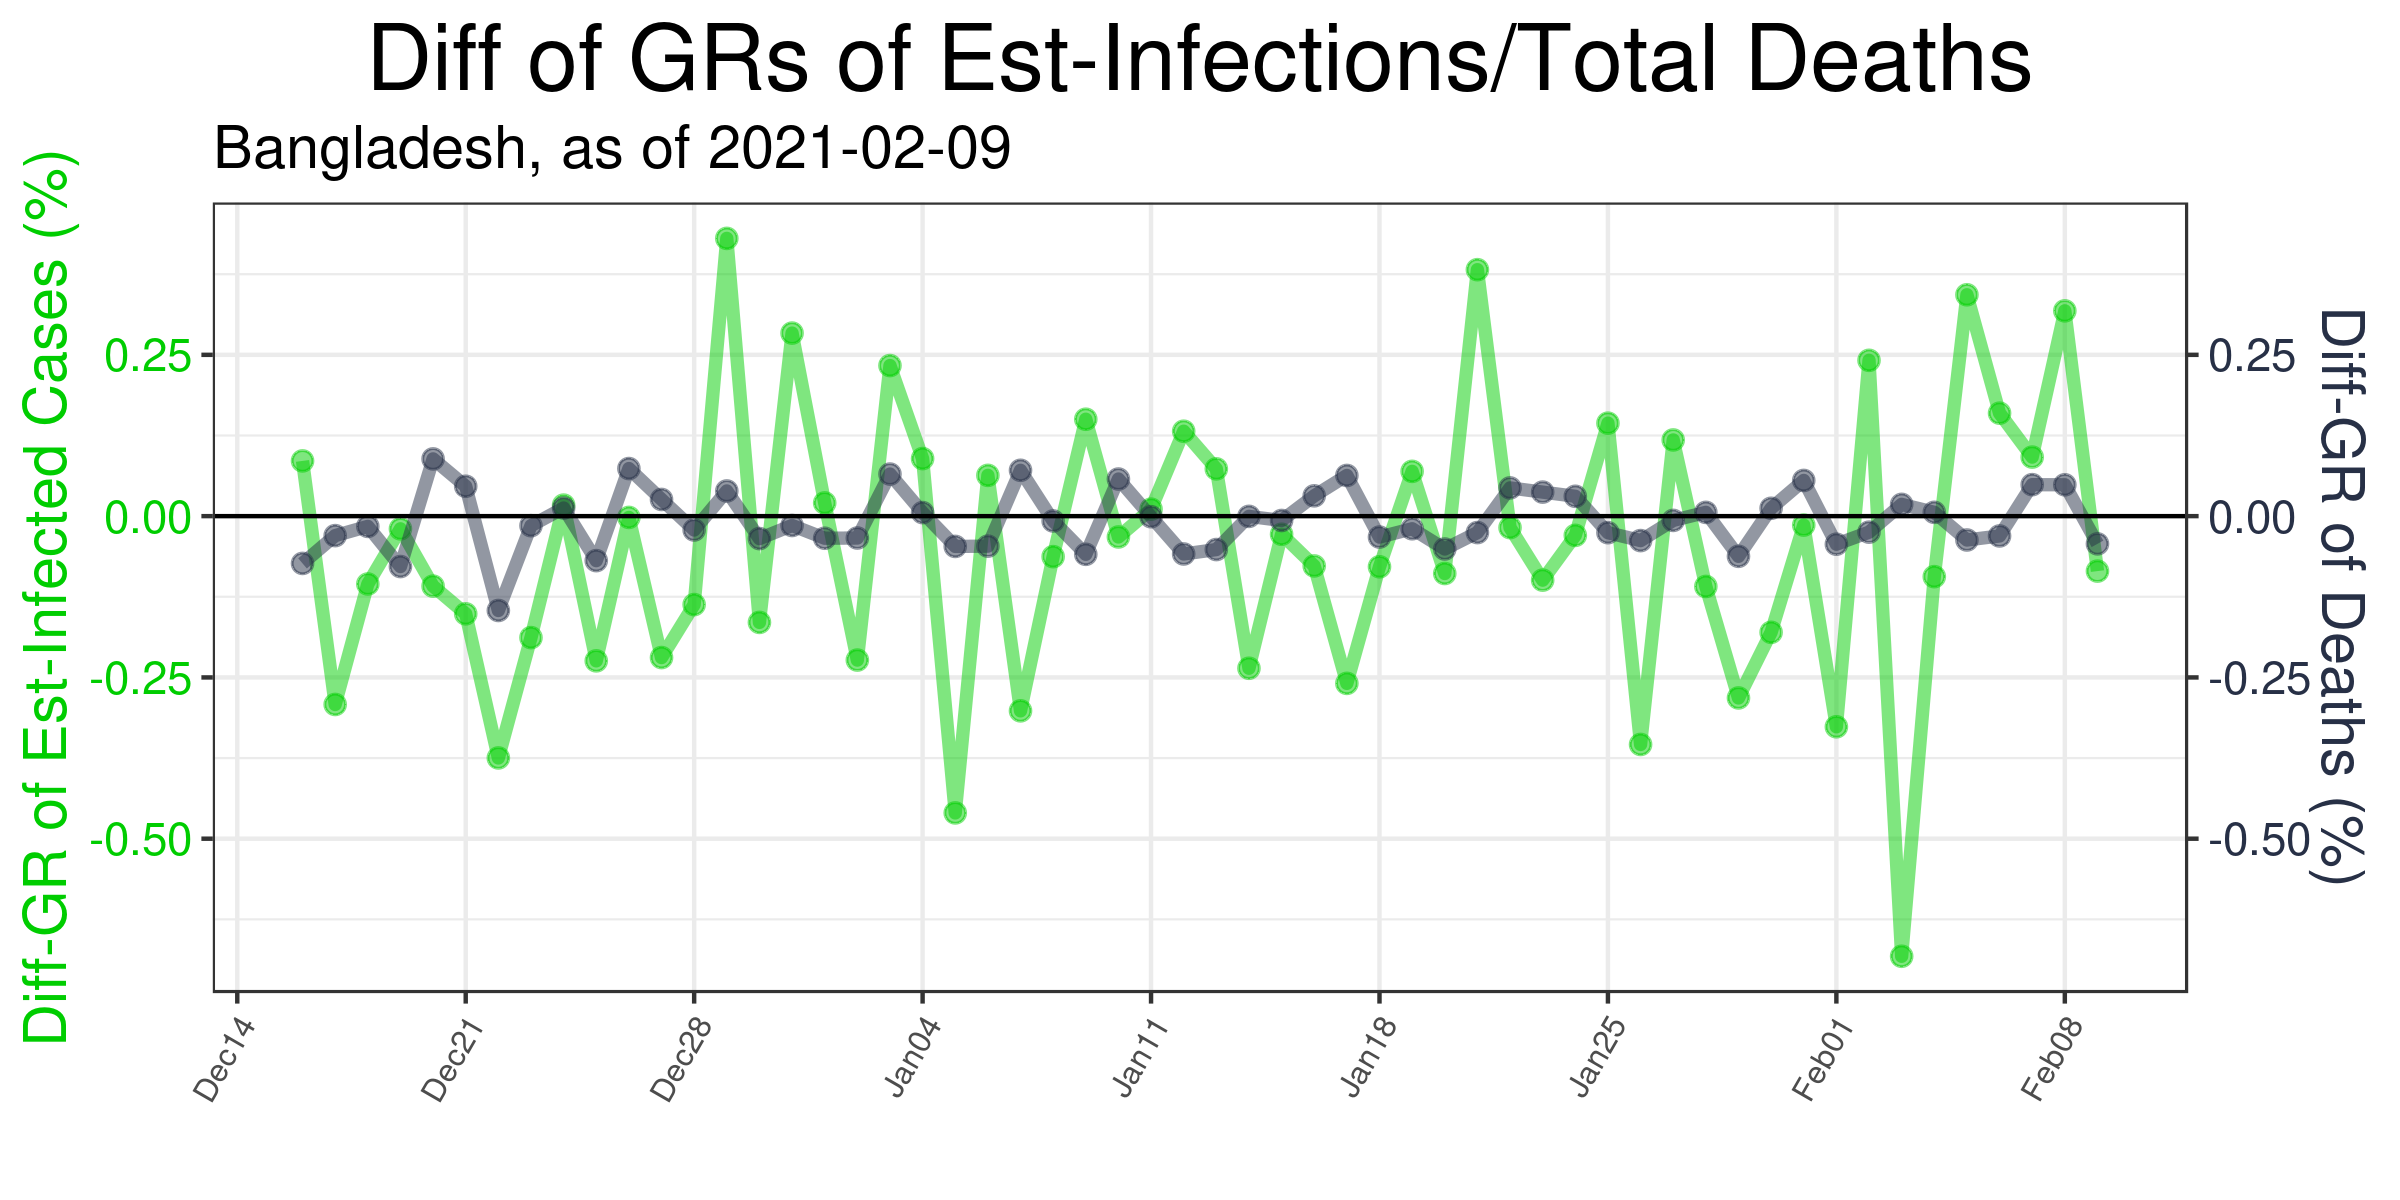 Diff of GRs of Est-Infections/Total Deaths
Bangladesh, as of 2021-02-09
Diff-GR of Est-Infected Cases (%)
0.25
0.00
-0.25
-0.50
0.25
0.00
-0.25
-0.50
Diff-GR of Deaths (%)
Dec14
Dec21
Dec28
Jan04
Jan11
Jan18
Jan25
Feb01
Feb08